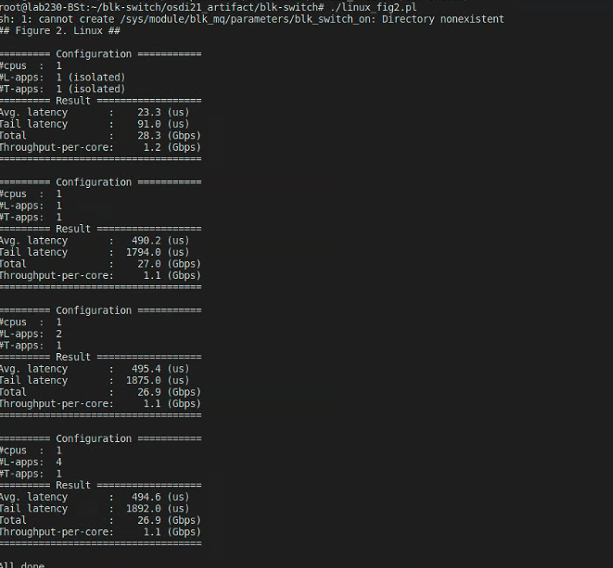 root@lab230-BSt:~/blk-switch/osdi21_artifact/blk-switch# ./linux_fig2.pl
sh: 1: cannot create /sys/module/blk_mq/parameters/blk_switch_on: Directory nonexistent
## Figure 2. Linux ##
========= Configuration ===========
#cpus  :  1
#L-apps:  1 (isolated)
#T-apps:  1 (isolated)
========= Result ==================
Avg. latency       :    23.3 (us)
Tail latency       :    91.0 (us)
Total              :    28.3 (Gbps)
Throughput-per-core:     1.2 (Gbps)
===================================
========= Configuration ===========
#cpus  :  1
#L-apps:  1
#T-apps:  1
========= Result ==================
Avg. latency       :   490.2 (us)
Tail latency       :  1794.0 (us)
Total              :    27.0 (Gbps)
Throughput-per-core:     1.1 (Gbps)
===================================
========= Configuration ===========
#cpus  :  1
#L-apps:  2
#T-apps:  1
========= Result ==================
Avg. latency       :   495.4 (us)
Tail latency       :  1875.0 (us)
Total              :    26.9 (Gbps)
Throughput-per-core:     1.1 (Gbps)
===================================
========= Configuration ===========
#cpus  :  1
#L-apps:  4
#T-apps:  1
========= Result ==================
Avg. latency       :   494.6 (us)
Tail latency       :  1892.0 (us)
Total              :    26.9 (Gbps)
Throughput-per-core:     1.1 (Gbps)
===================================
All done